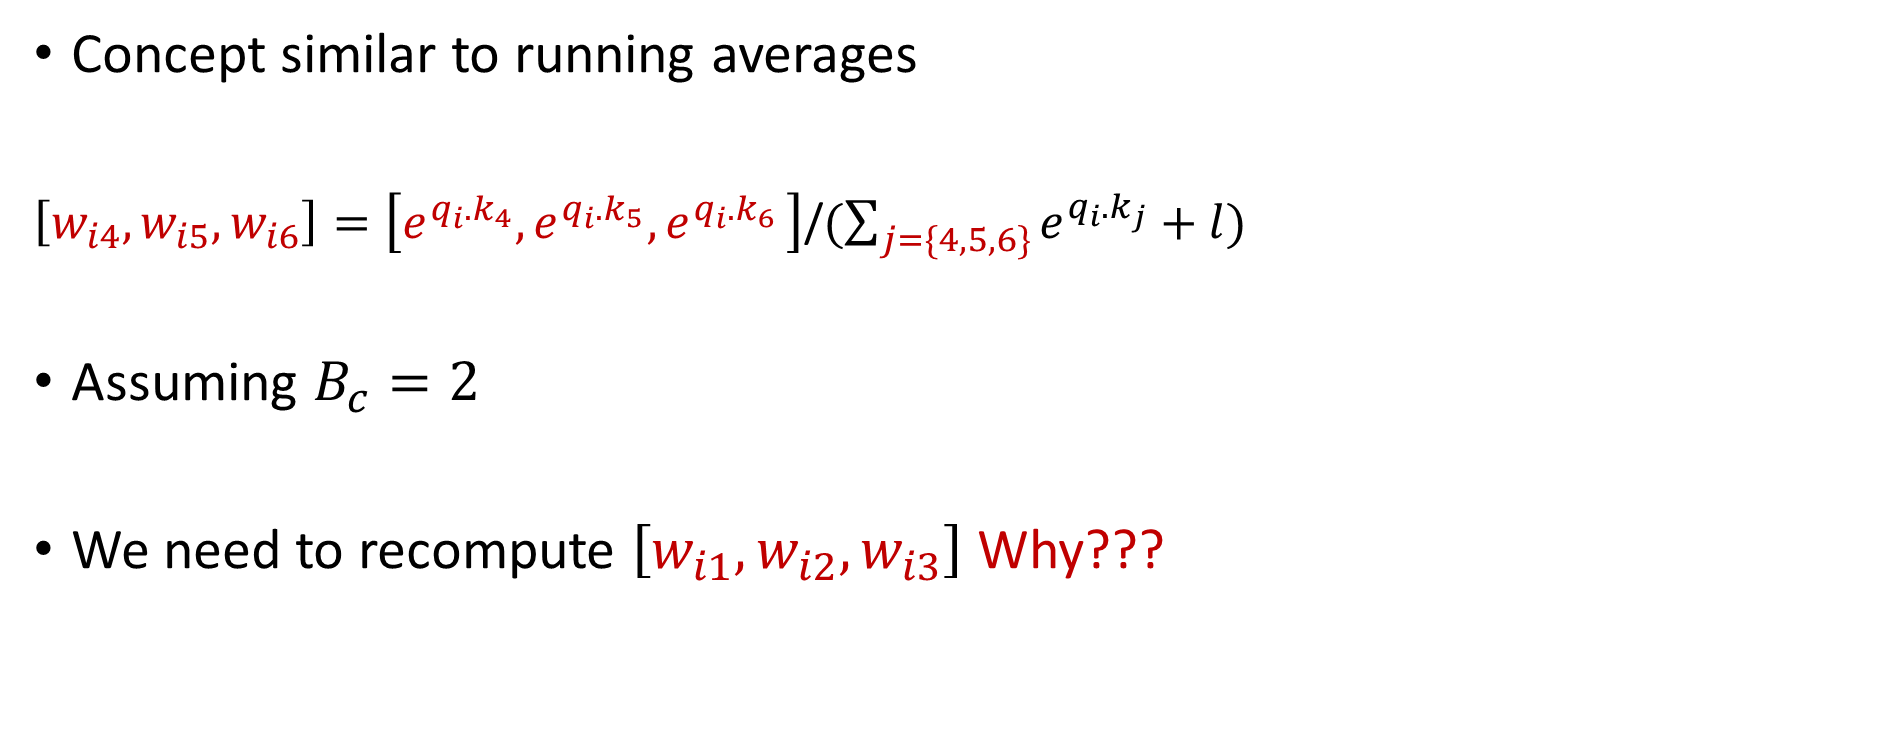 • Concept similar to running averages
[w_{i4}, w_{i5}, w_{i6}] = [e^{q_i.k_4}, e^{q_i.k_5}, e^{q_i.k_6}]/(∑_{j={4,5,6}} e^{q_i.k_j} + l)
• Assuming B_c = 2
• We need to recompute [w_{i1}, w_{i2}, w_{i3}] Why???